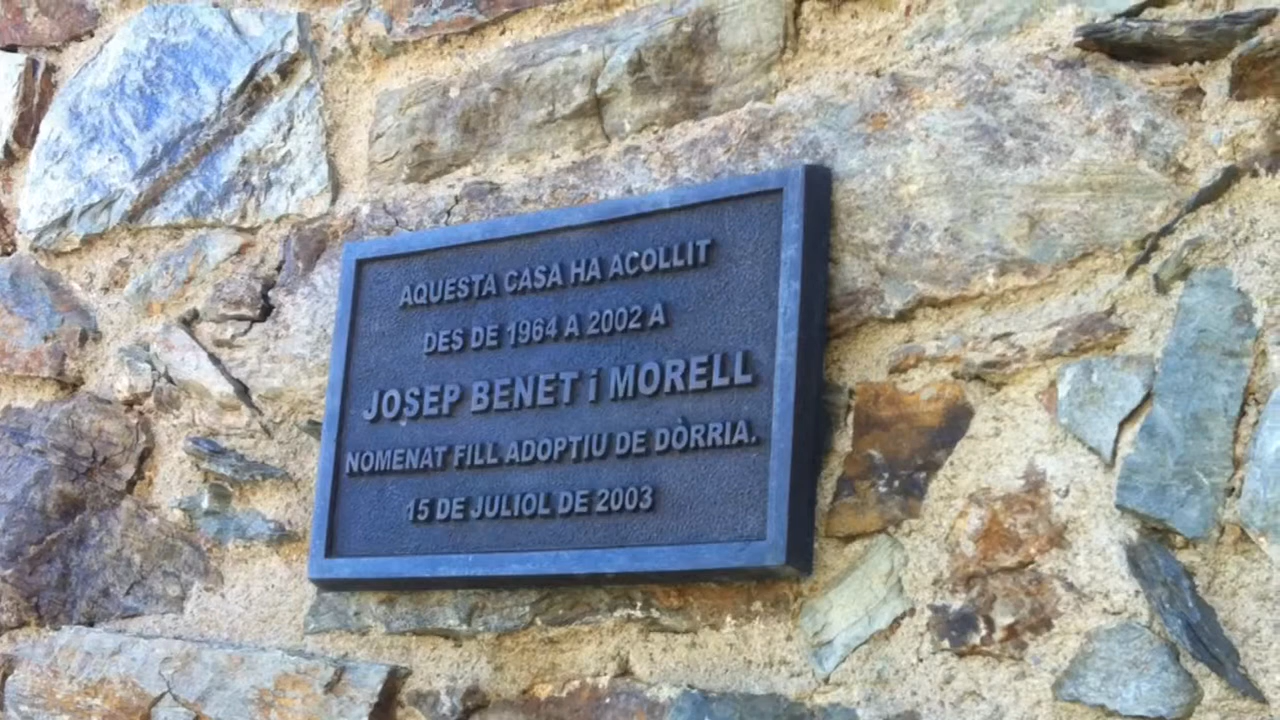 AQUESTA CASA HA ACOLLIT
DES DE 1964 A 2002 A
JOSEP BENET i MORELL
NOMENAT FILL ADOPTIU DE DÒRRIA.
15 DE JULIOL DE 2003